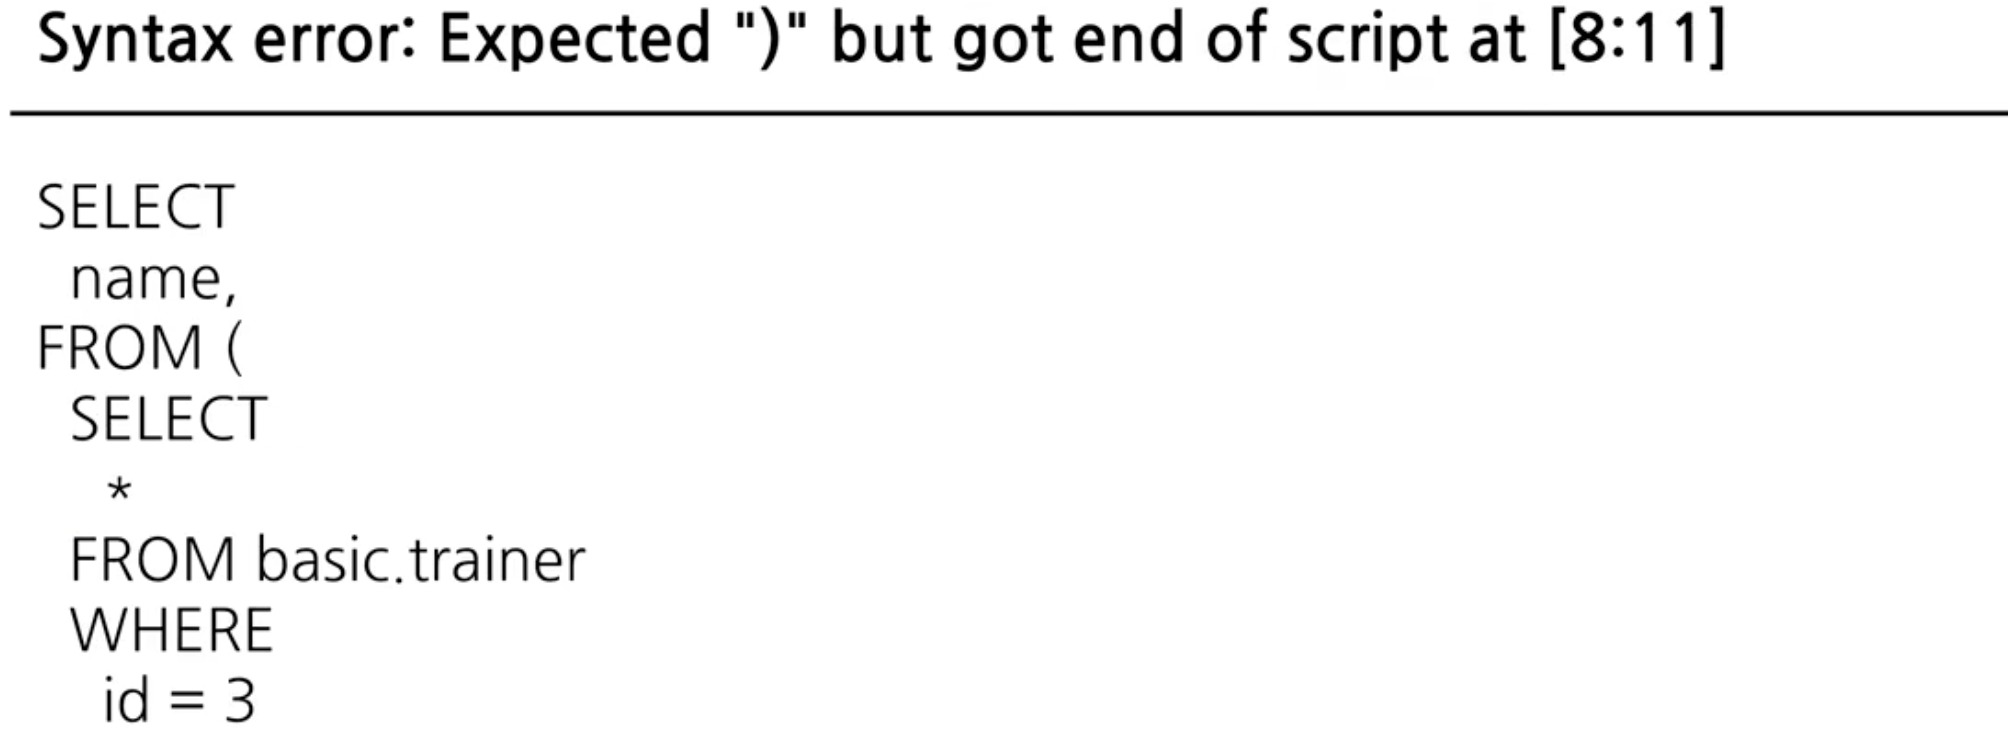 Syntax error: Expected ")" but got end of script at [8:11]
SELECT
name,
FROM (
SELECT
*
FROM basic.trainer
WHERE
id = 3